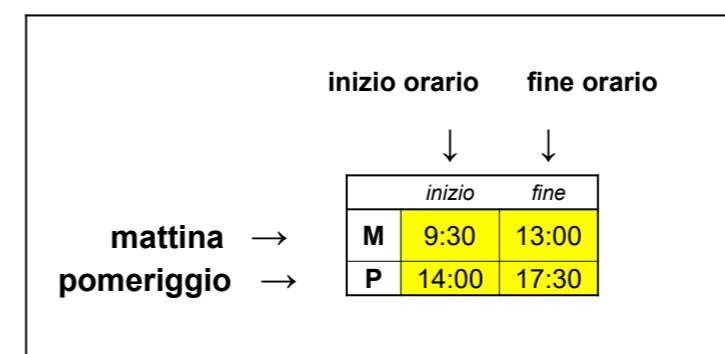 inizio orario fine orario
↓ ↓
inizio fine
mattina → M 9:30 13:00
pomeriggio → P 14:00 17:30